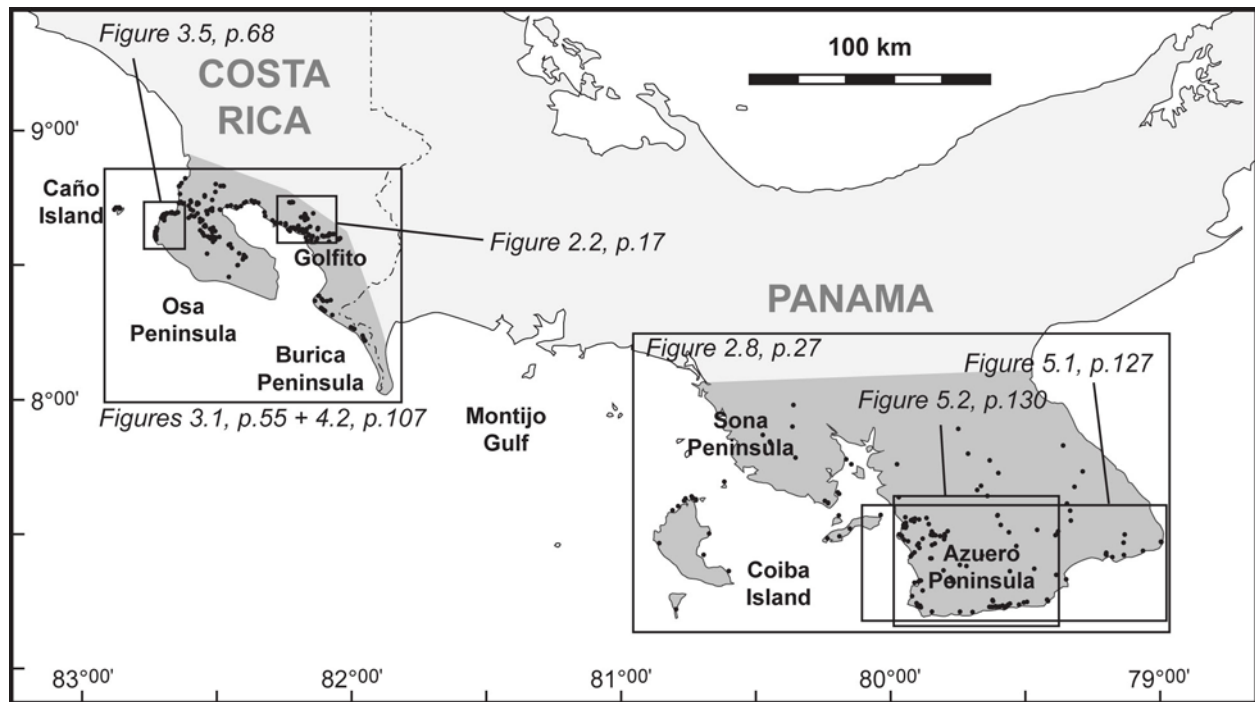 Figure 3.5, p.68
COSTA
RICA
100 km
9°00'
Caño
Island
Figure 2.2, p.17
Golfito
Osa
Peninsula
PANAMA
Burica
Peninsula
Figure 2.8, p.27
Figure 5.1, p.127
8°00'
Figures 3.1, p.55 + 4.2, p.107
Figure 5.2, p.130
Montijo
Gulf
Sona
Peninsula
Coiba
Island
Azuero
Peninsula
83°00'
82°00'
81°00'
80°00'
79°00'